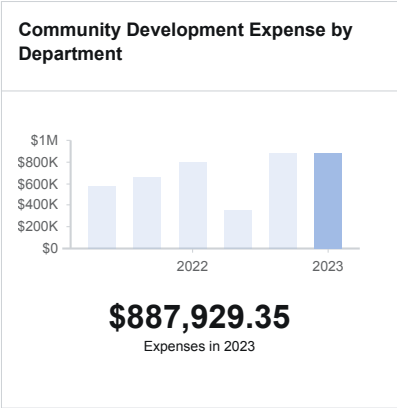 Community Development Expense by
Department
$1M
$800K
$600K
$400K
$200K
$0
2022
2023
$887,929.35
Expenses in 2023